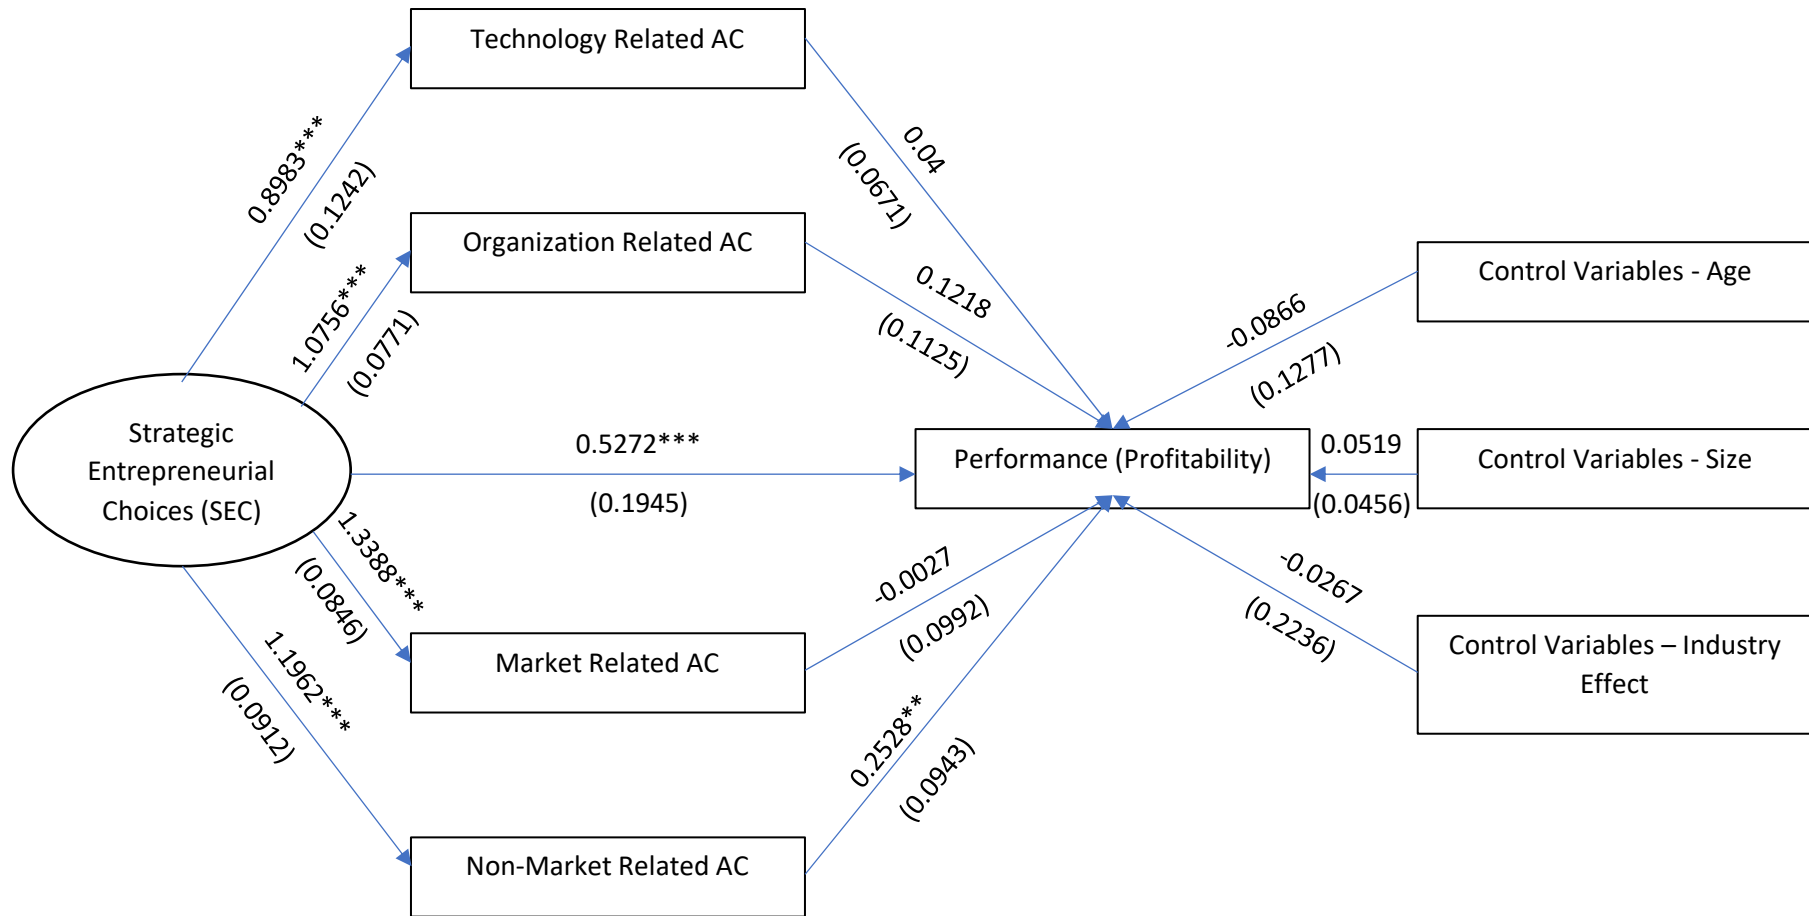 Technology Related AC
0.8983***
(0.1242)
0.04
(0.0671)
Organization Related AC
1.0756***
(0.0771)
0.1218
(0.1125)
Control Variables - Age
-0.0866
(0.1277)
Strategic
Entrepreneurial
Choices (SEC)
0.5272***
(0.1945)
Performance (Profitability)
0.0519
(0.0456)
Control Variables - Size
1.3388***
(0.0846)
-0.0027
(0.0992)
-0.0267
(0.2236)
Control Variables – Industry
Effect
Market Related AC
1.1962***
(0.0912)
0.2528**
(0.0943)
Non-Market Related AC